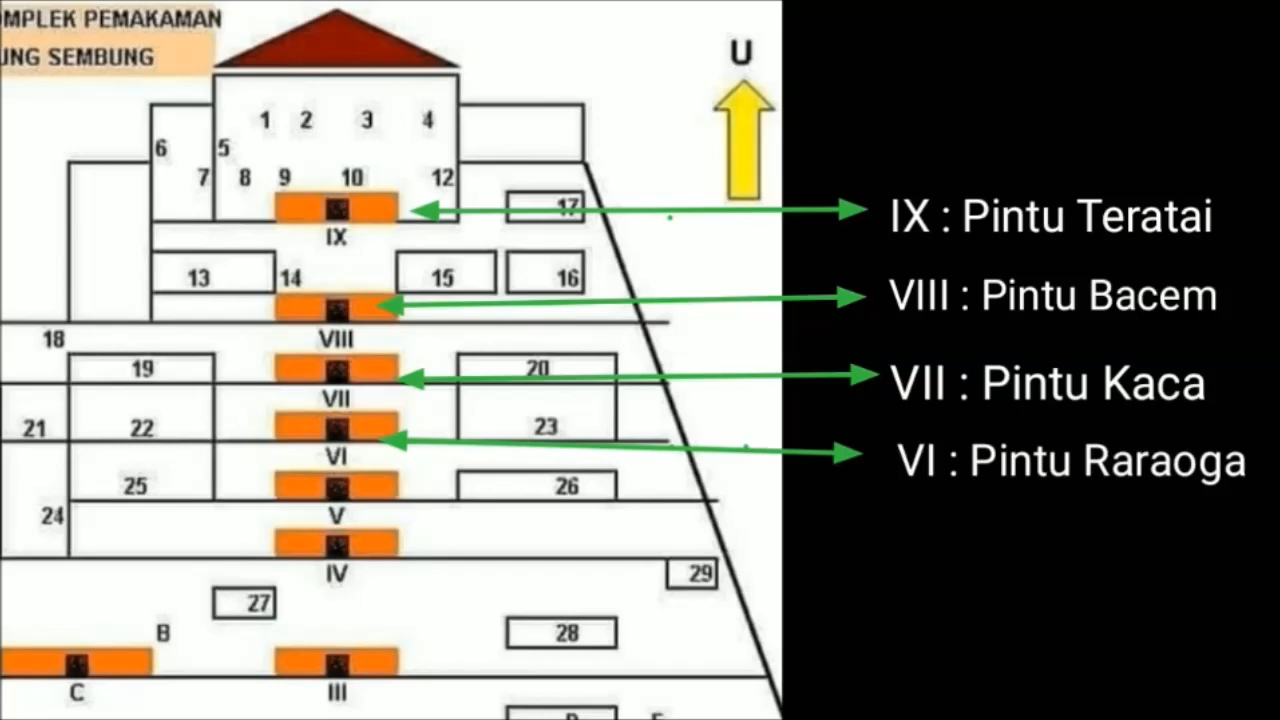 OMPLEK PEMAKAMAN
UNG SEMBUNG
U
1 2 3 4
6 5
7 8 9 10 12
17
IX
IX : Pintu Teratai
13 14 15 16
VIII : Pintu Bacem
VIII
18
19 20
VII
VII : Pintu Kaca
21 22 23
VI
VI : Pintu Raraoga
25 26
V
24
IV
29
27
B
28
C III